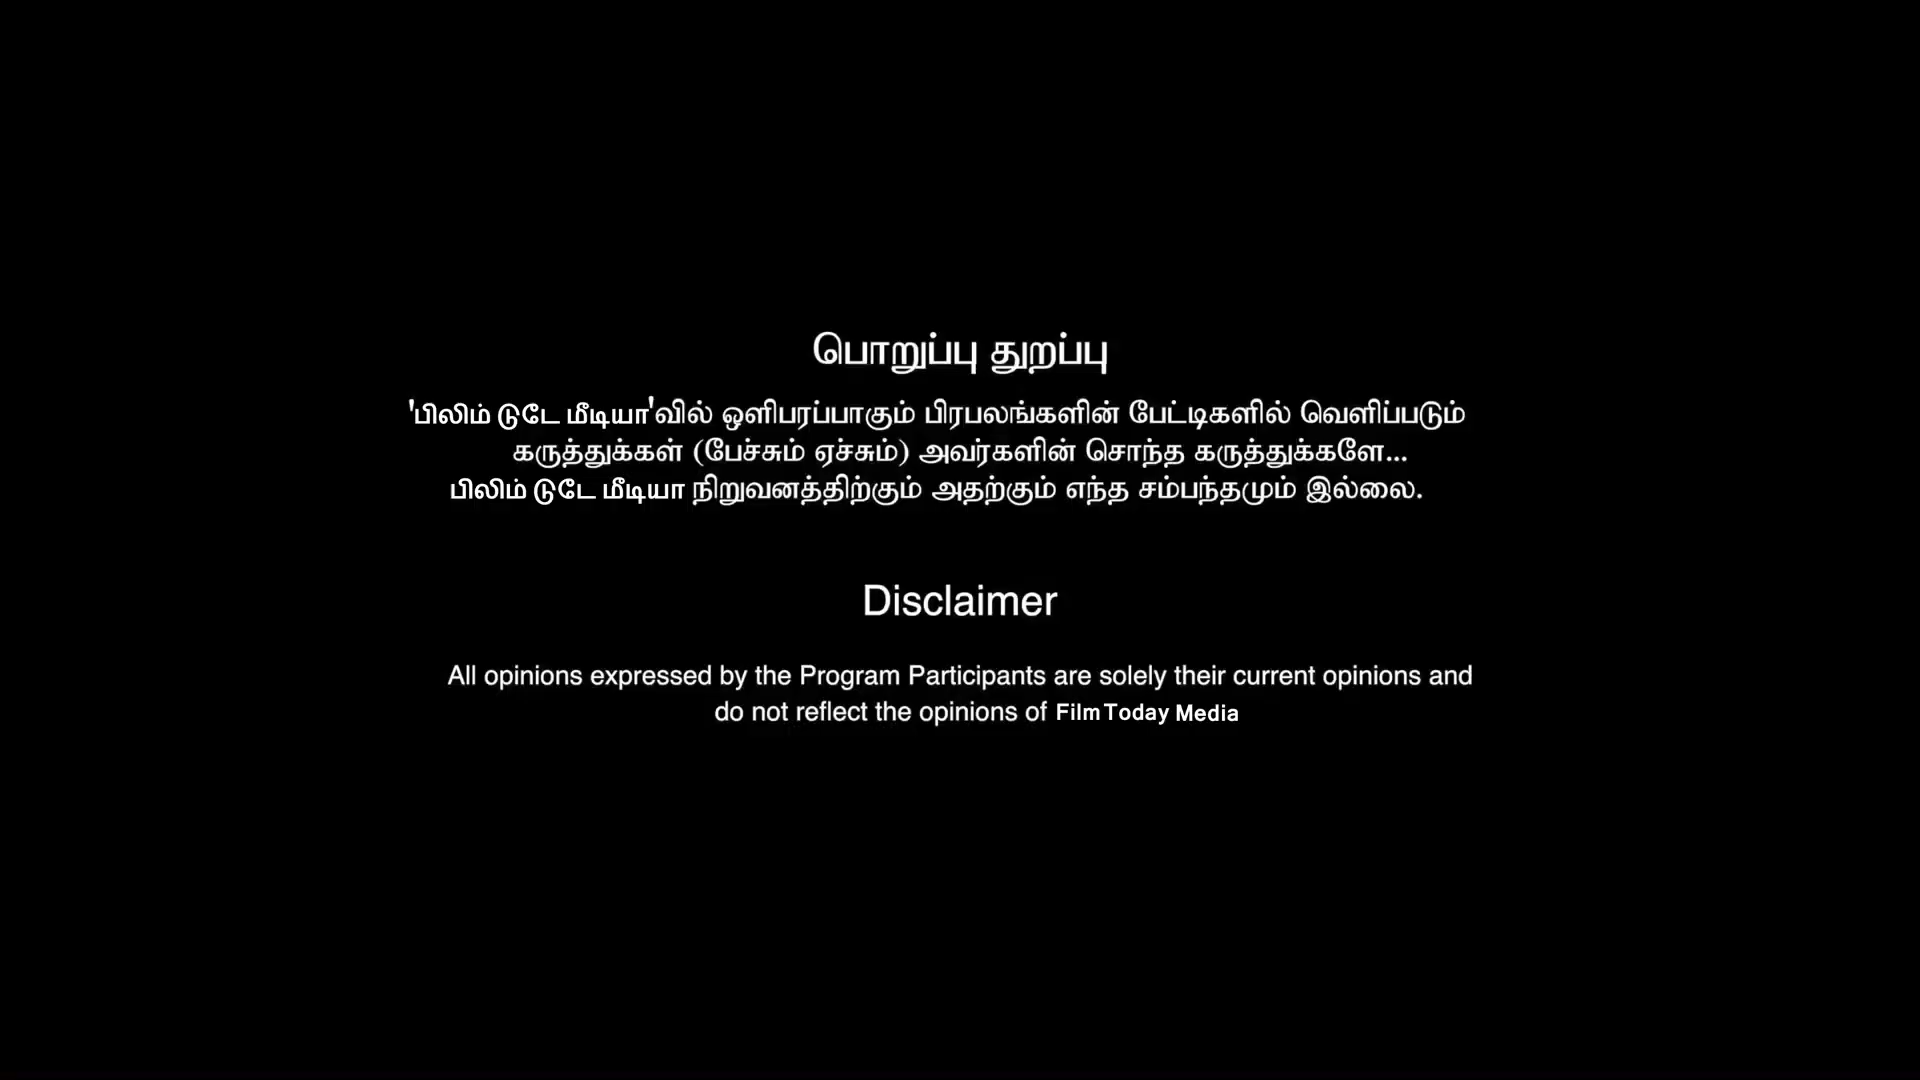 பொறுப்பு துறப்பு
'பிலிம் டுடே மீடியா'வில் ஒளிபரப்பாகும் பிரபலங்களின் பேட்டிகளில் வெளிப்படும்
கருத்துக்கள் (பேச்சும் ஏச்சும்) அவர்களின் சொந்த கருத்துக்களே...
பிலிம் டுடே மீடியா நிறுவனத்திற்கும் அதற்கும் எந்த சம்பந்தமும் இல்லை.
Disclaimer
All opinions expressed by the Program Participants are solely their current opinions and
do not reflect the opinions of Film Today Media